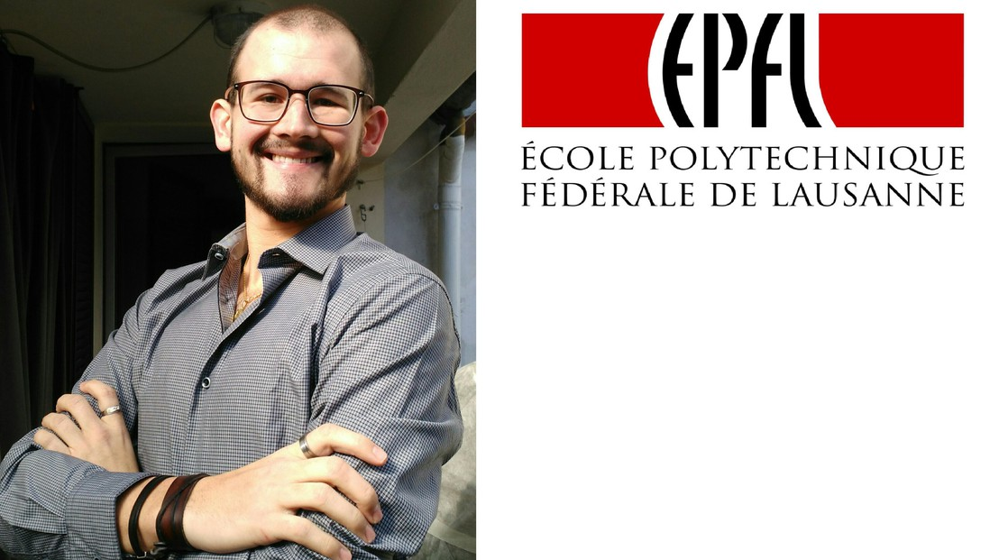 EPFL
ÉCOLE POLYTECHNIQUE
FÉDÉRALE DE LAUSANNE